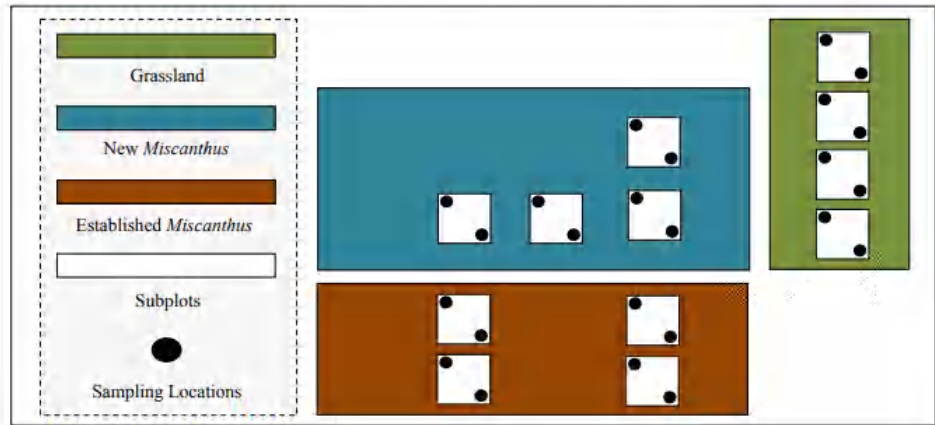 Grassland
New Miscanthus
Established Miscanthus
Subplots
Sampling Locations